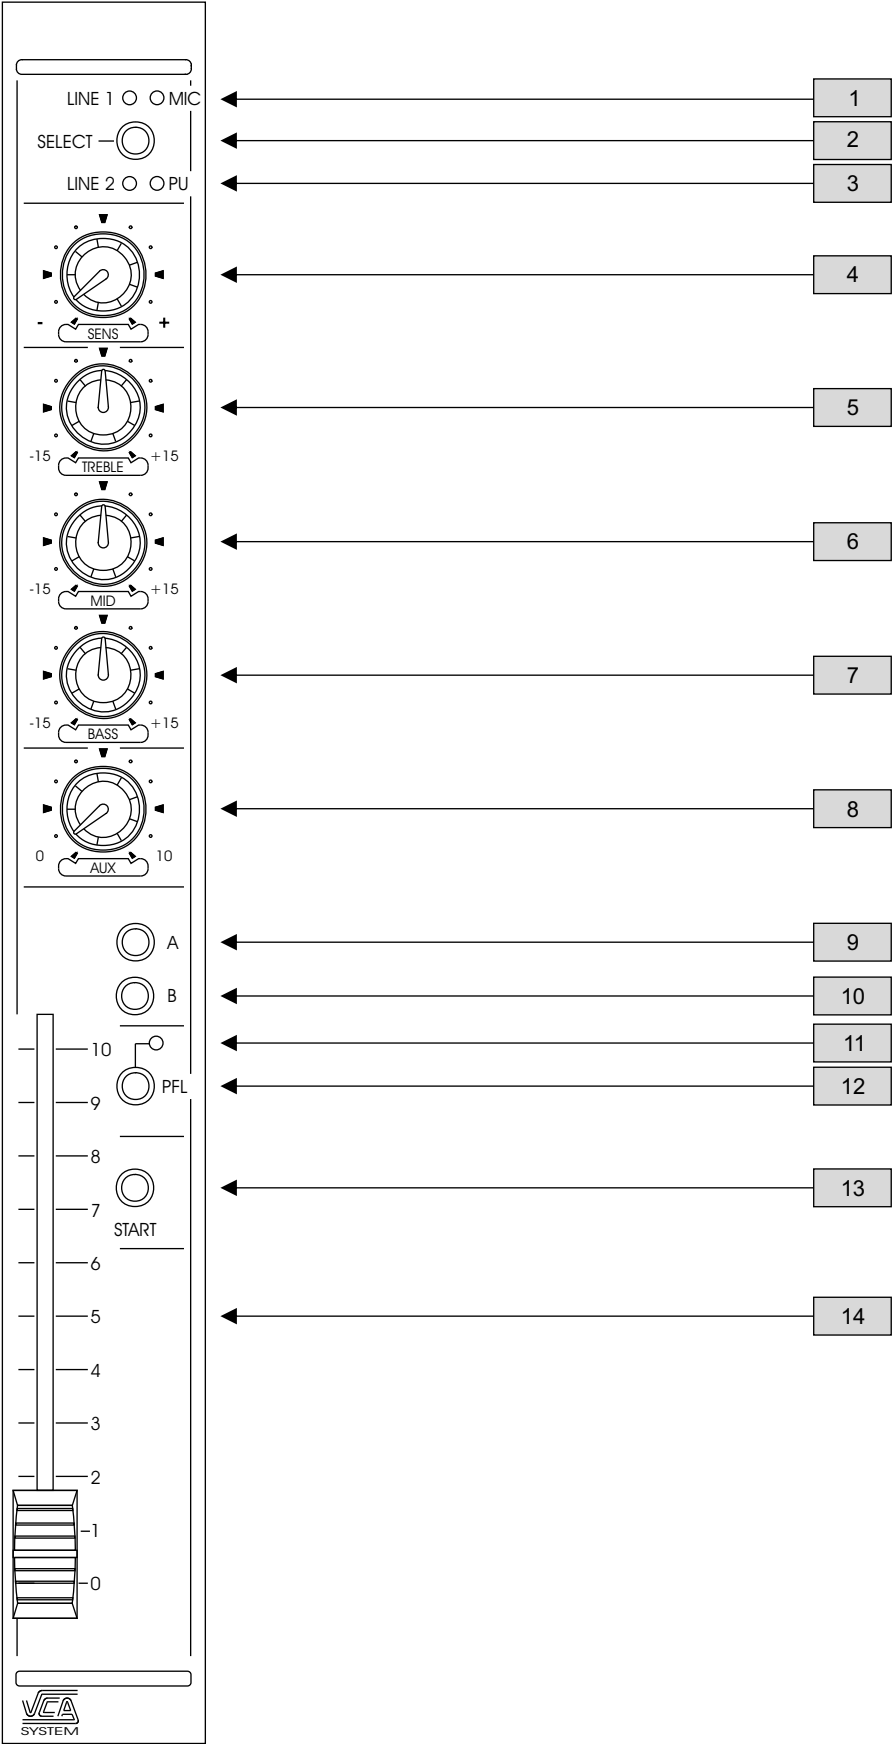 LINE 1 MIC 1
SELECT 2
LINE 2 PU 3
4
- +
SENS
5
-15 +15
TREBLE
6
-15 +15
MID
7
-15 +15
BASS
8
0 10
AUX
A 9
B 10
10 11
PFL 12
9
8
13
7
START
6
5 14
4
3
2
1
0
VCA
SYSTEM